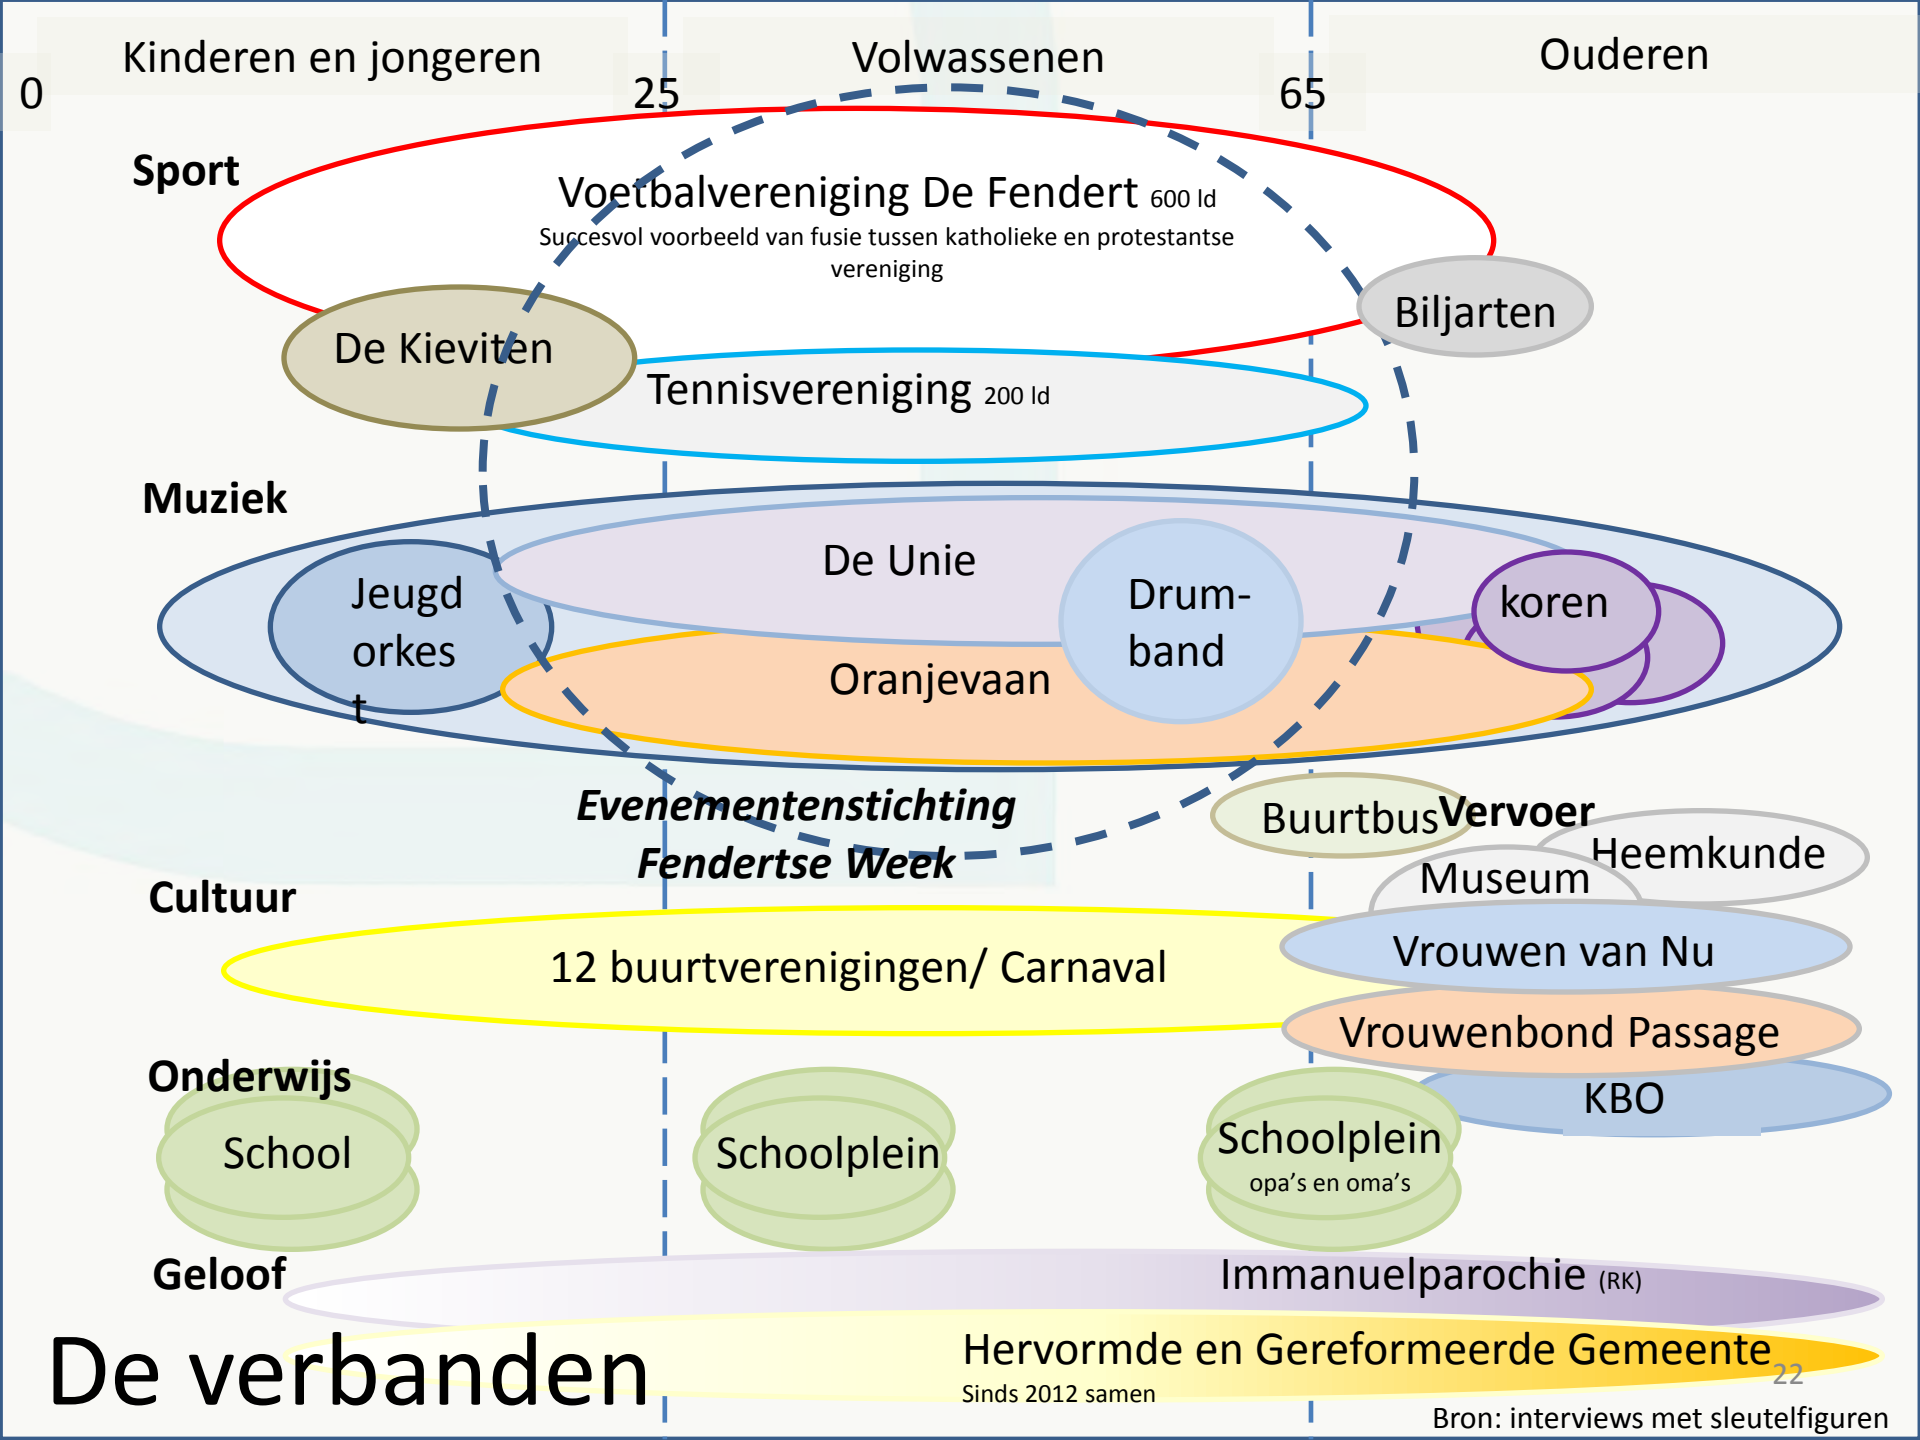 Kinderen en jongeren
Volwassenen
Ouderen
0
25
65
Sport
Voetbalvereniging De Fendert 600 ld
Succesvol voorbeeld van fusie tussen katholieke en protestantse
vereniging
De Kieviten
Biljarten
Tennisvereniging 200 ld
Muziek
De Unie
Jeugd
orkes
t
Drum-
band
koren
Oranjevaan
Evenementenstichting
Fendertse Week
Buurtbus
Vervoer
Heemkunde
Museum
Cultuur
12 buurtverenigingen/ Carnaval
Vrouwen van Nu
Vrouwenbond Passage
KBO
Onderwijs
School
Schoolplein
Schoolplein
opa's en oma's
Geloof
Immanuelparochie (RK)
De verbanden
Hervormde en Gereformeerde Gemeente
Sinds 2012 samen
22
Bron: interviews met sleutelfiguren